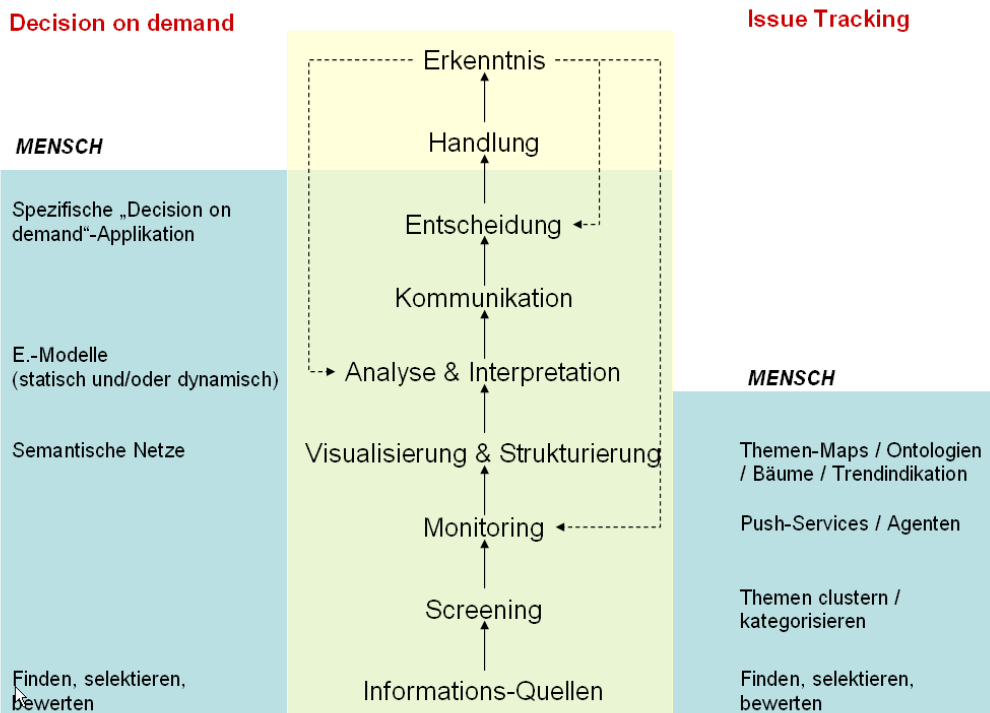 Decision on demand
Issue Tracking
MENSCH
Spezifische „Decision on
demand“-Applikation
E.-Modelle
(statisch und/oder dynamisch)
Semantische Netze
Finden, selektieren,
bewerten
Erkenntnis
Handlung
Entscheidung
Kommunikation
Analyse & Interpretation
Visualisierung & Strukturierung
Monitoring
Screening
Informations-Quellen
MENSCH
Themen-Maps / Ontologien
/ Bäume / Trendindikation
Push-Services / Agenten
Themen clustern /
kategorisieren
Finden, selektieren,
bewerten